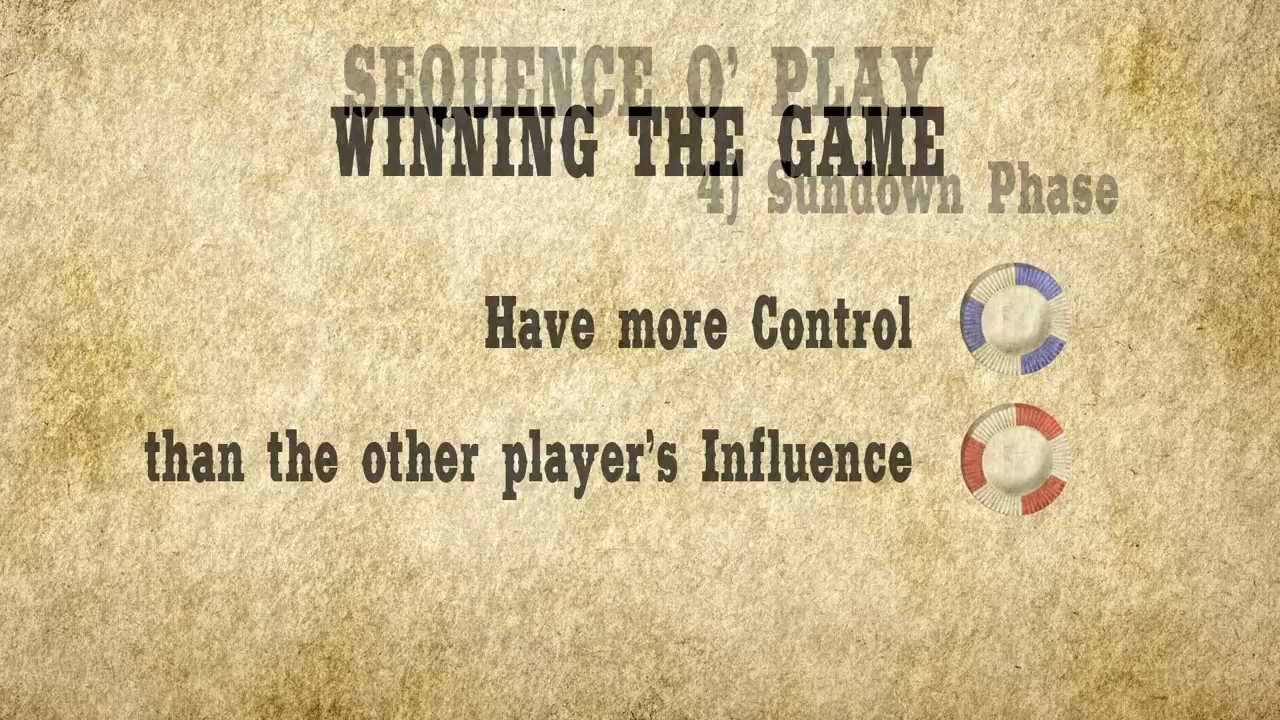 SEQUENCE O' PLAY
WINNING THE GAME
4) Sundown Phase
Have more Control
than the other player's Influence